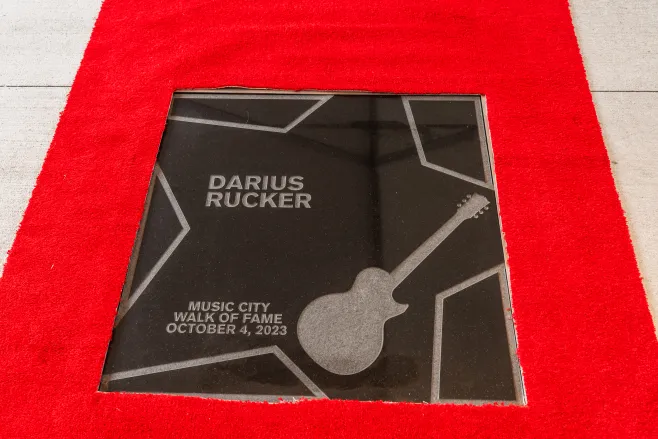 DARIUS
RUCKER
MUSIC CITY
WALK OF FAME
OCTOBER 4, 2023